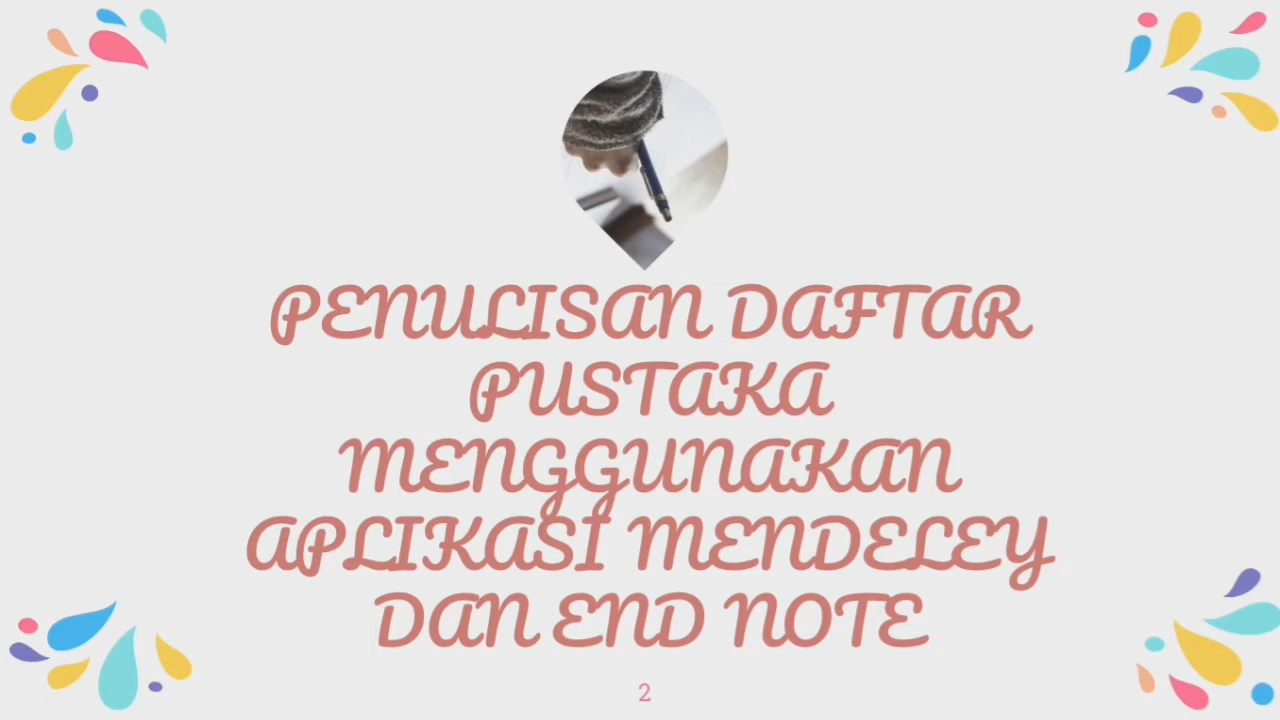 PENULISAN DAFTAR
PUSTAKA
MENGGUNAKAN
APLIKASI MENDELEY
DAN END NOTE
2